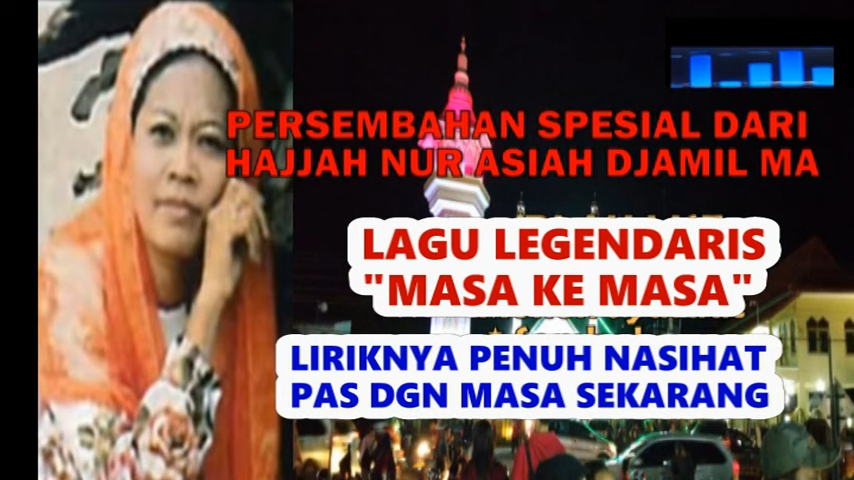 PERSEMBAHAN SPESIAL DARI
HAJJAH NUR ASIAH DJAMIL MA
LAGU LEGENDARIS
"MASA KE MASA"
LIRIKNYA PENUH NASIHAT
PAS DGN MASA SEKARANG